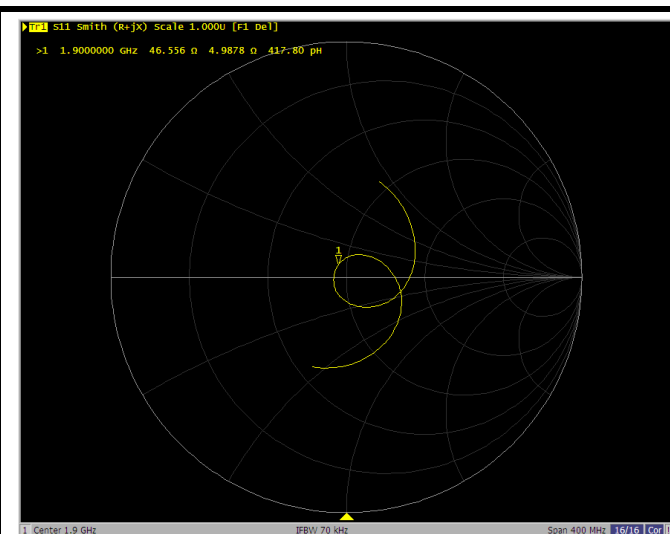 Tr1 S11 Smith (R+jX) Scale 1.000U [F1 Del]
>1 1.9000000 GHz 46.556 Ω 4.9878 Ω 417.80 pH
1
1 Center 1.9 GHz IFBW 70 kHz Span 400 MHz 16/16 Cor